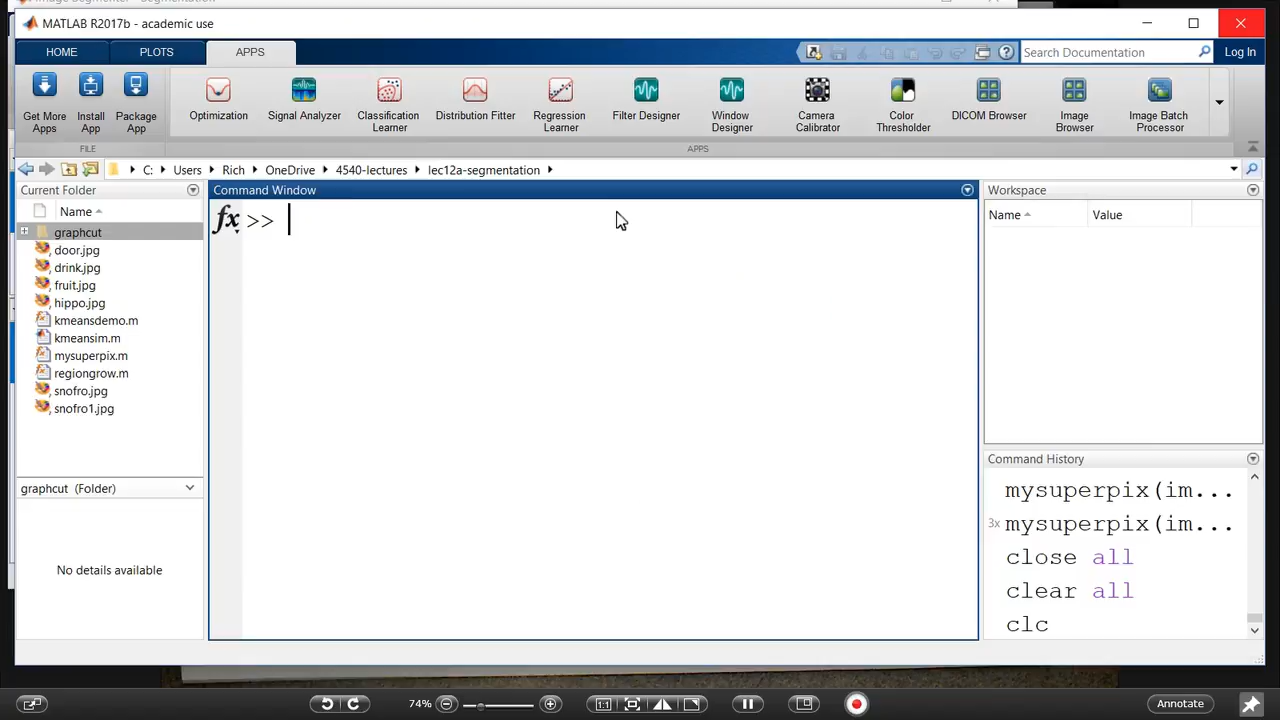 MATLAB R2017b - academic use
HOME PLOTS APPS
Search Documentation Log In
Get More Apps
Install App
Package App
Optimization
Signal Analyzer
Classification Learner
Distribution Fitter
Regression Learner
Filter Designer
Window Designer
Camera Calibrator
Color Thresholder
DICOM Browser
Image Browser
Image Batch Processor
FILE APPS
C: Users Rich OneDrive 4540-lectures lec12a-segmentation
Current Folder
Name
graphcut
door.jpg
drink.jpg
fruit.jpg
hippo.jpg
kmeansdemo.m
kmeansim.m
mysuperpix.m
regiongrow.m
snofro.jpg
snofro1.jpg
graphcut (Folder)
No details available
Command Window
fx >>
Workspace
Name Value
Command History
mysuperpix(im...
3x mysuperpix(im...
close all
clear all
clc
74% 1:1 Annotate